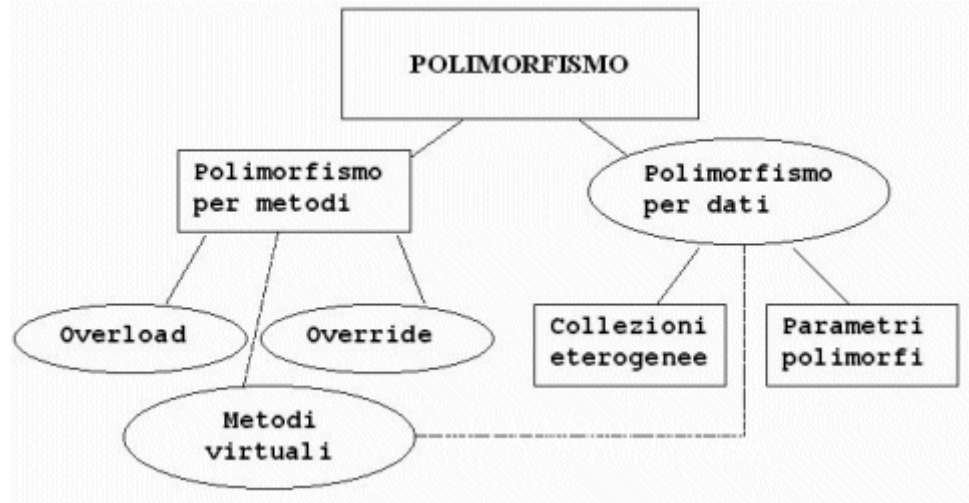 POLIMORFISMO
Polimorfismo
per metodi
Polimorfismo
per dati
Overload
Override
Collezioni
eterogenee
Parametri
polimorfi
Metodi
virtuali